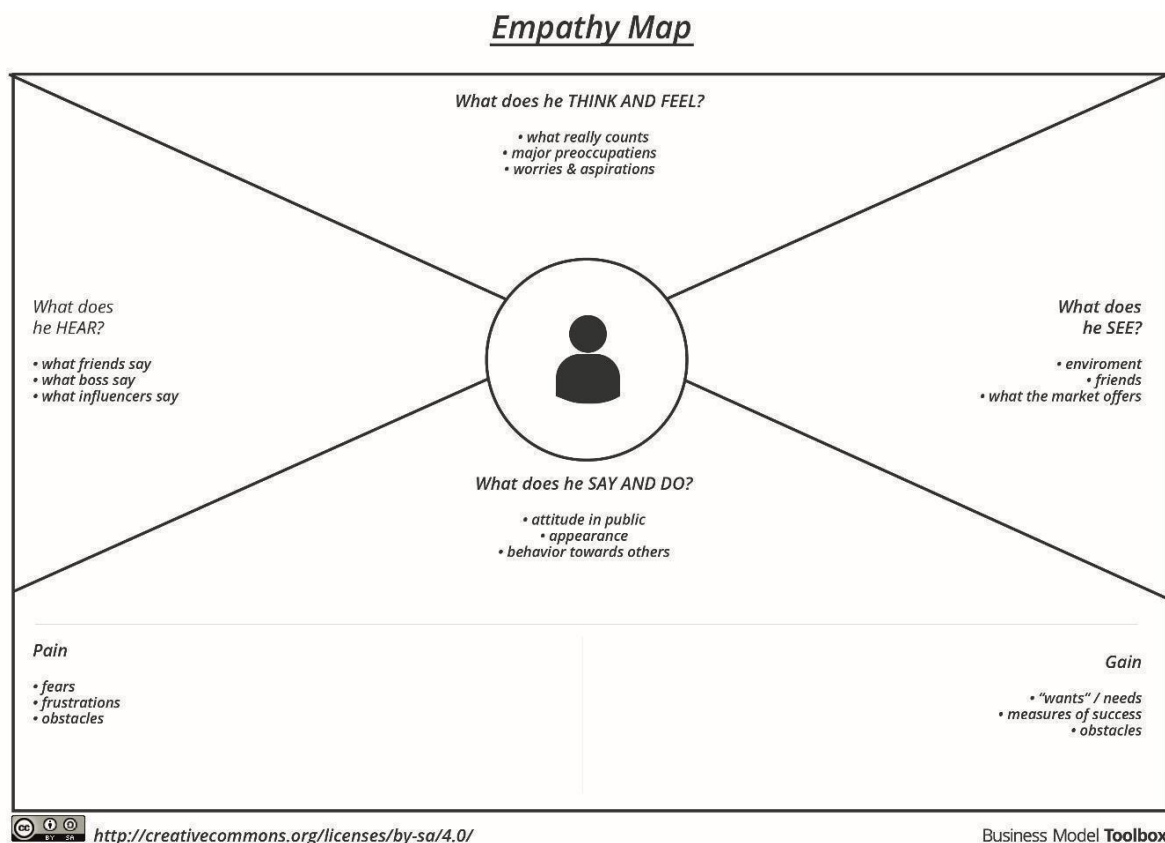 Empathy Map
What does he THINK AND FEEL?
• what really counts
• major preoccupatiens
• worries & aspirations
What does
he HEAR?
• what friends say
• what boss say
• what influencers say
What does
he SEE?
• enviroment
• friends
• what the market offers
What does he SAY AND DO?
• attitude in public
• appearance
• behavior towards others
Pain
• fears
• frustrations
• obstacles
Gain
• "wants" / needs
• measures of success
• obstacles
cc BY SA
http://creativecommons.org/licenses/by-sa/4.0/
Business Model Toolbox